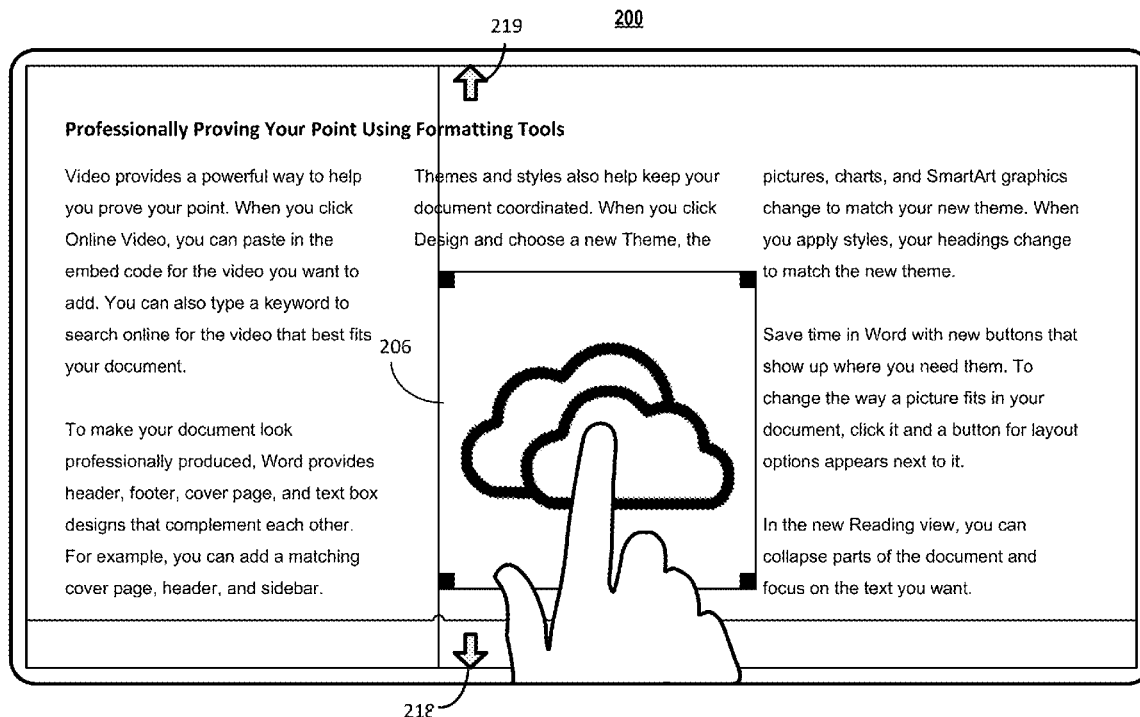 200
219
Professionally Proving Your Point Using Formatting Tools
Video provides a powerful way to help
you prove your point. When you click
Online Video, you can paste in the
embed code for the video you want to
add. You can also type a keyword to
search online for the video that best fits
your document.
To make your document look
professionally produced, Word provides
header, footer, cover page, and text box
designs that complement each other.
For example, you can add a matching
cover page, header, and sidebar.
Themes and styles also help keep your
document coordinated. When you click
Design and choose a new Theme, the
206
pictures, charts, and SmartArt graphics
change to match your new theme. When
you apply styles, your headings change
to match the new theme.
Save time in Word with new buttons that
show up where you need them. To
change the way a picture fits in your
document, click it and a button for layout
options appears next to it.
In the new Reading view, you can
collapse parts of the document and
focus on the text you want.
218